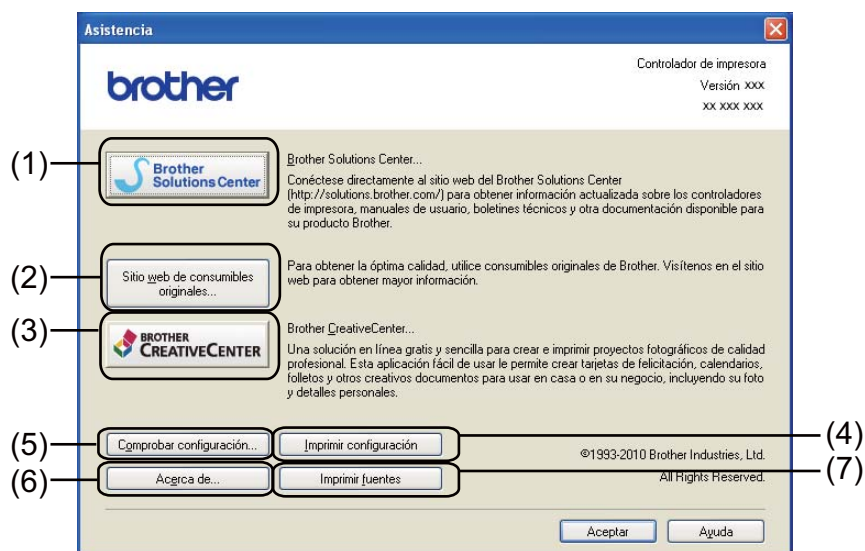 Asistencia
brother
Controlador de impresora
Versión xxx
xx xxx xxx
(1)
Brother
Solutions Center
Brother Solutions Center...
Conéctese directamente al sitio web del Brother Solutions Center
(http://solutions.brother.com/) para obtener información actualizada sobre los controladores
de impresora, manuales de usuario, boletines técnicos y otra documentación disponible para
su producto Brother.
(2)
Sitio web de consumibles
originales...
Para obtener la óptima calidad, utilice consumibles originales de Brother. Visítenos en el sitio
web para obtener mayor información.
(3)
BROTHER
CREATIVECENTER
Brother CreativeCenter...
Una solución en línea gratis y sencilla para crear e imprimir proyectos fotográficos de calidad
profesional. Esta aplicación fácil de usar le permite crear tarjetas de felicitación, calendarios,
folletos y otros creativos documentos para usar en casa o en su negocio, incluyendo su foto
y detalles personales.
(5)
Comprobar configuración...
Imprimir configuración
(4)
©1993-2010 Brother Industries, Ltd.
(6)
Acerca de...
Imprimir fuentes
(7)
All Rights Reserved.
Aceptar
Ayuda